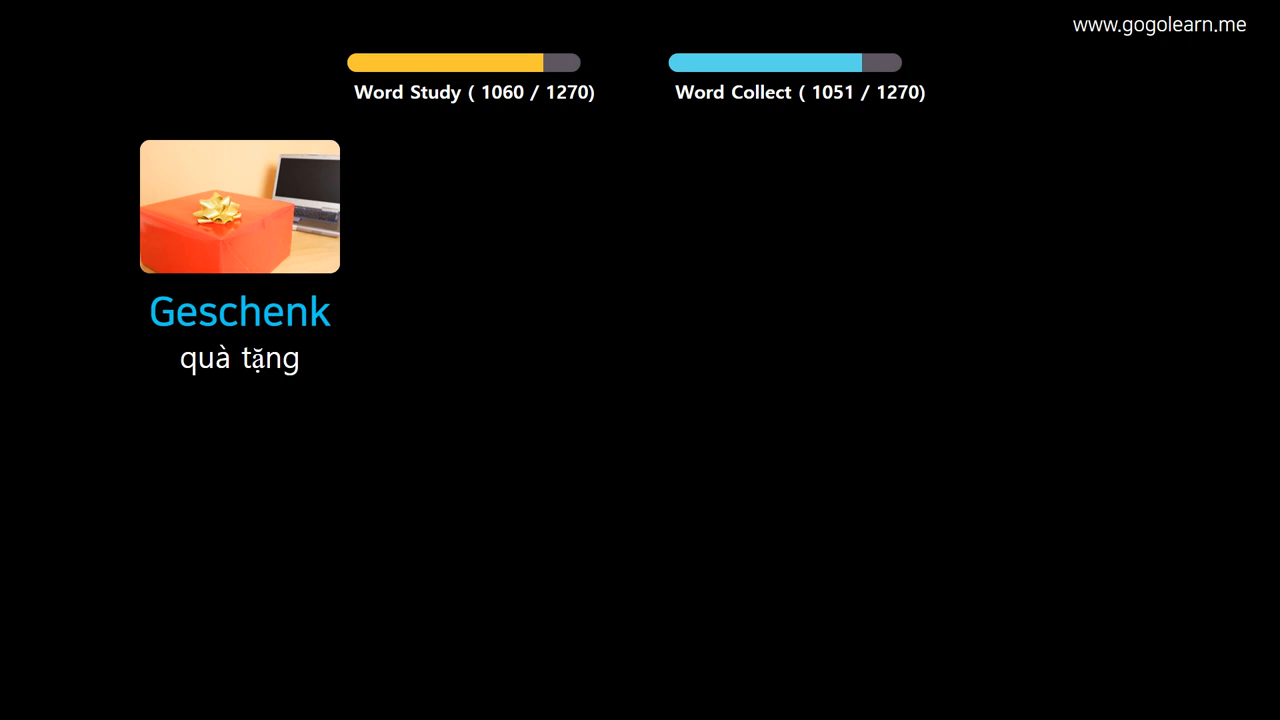 www.gogolearn.me
Word Study ( 1060 / 1270)
Word Collect ( 1051 / 1270)
Geschenk
quà tặng